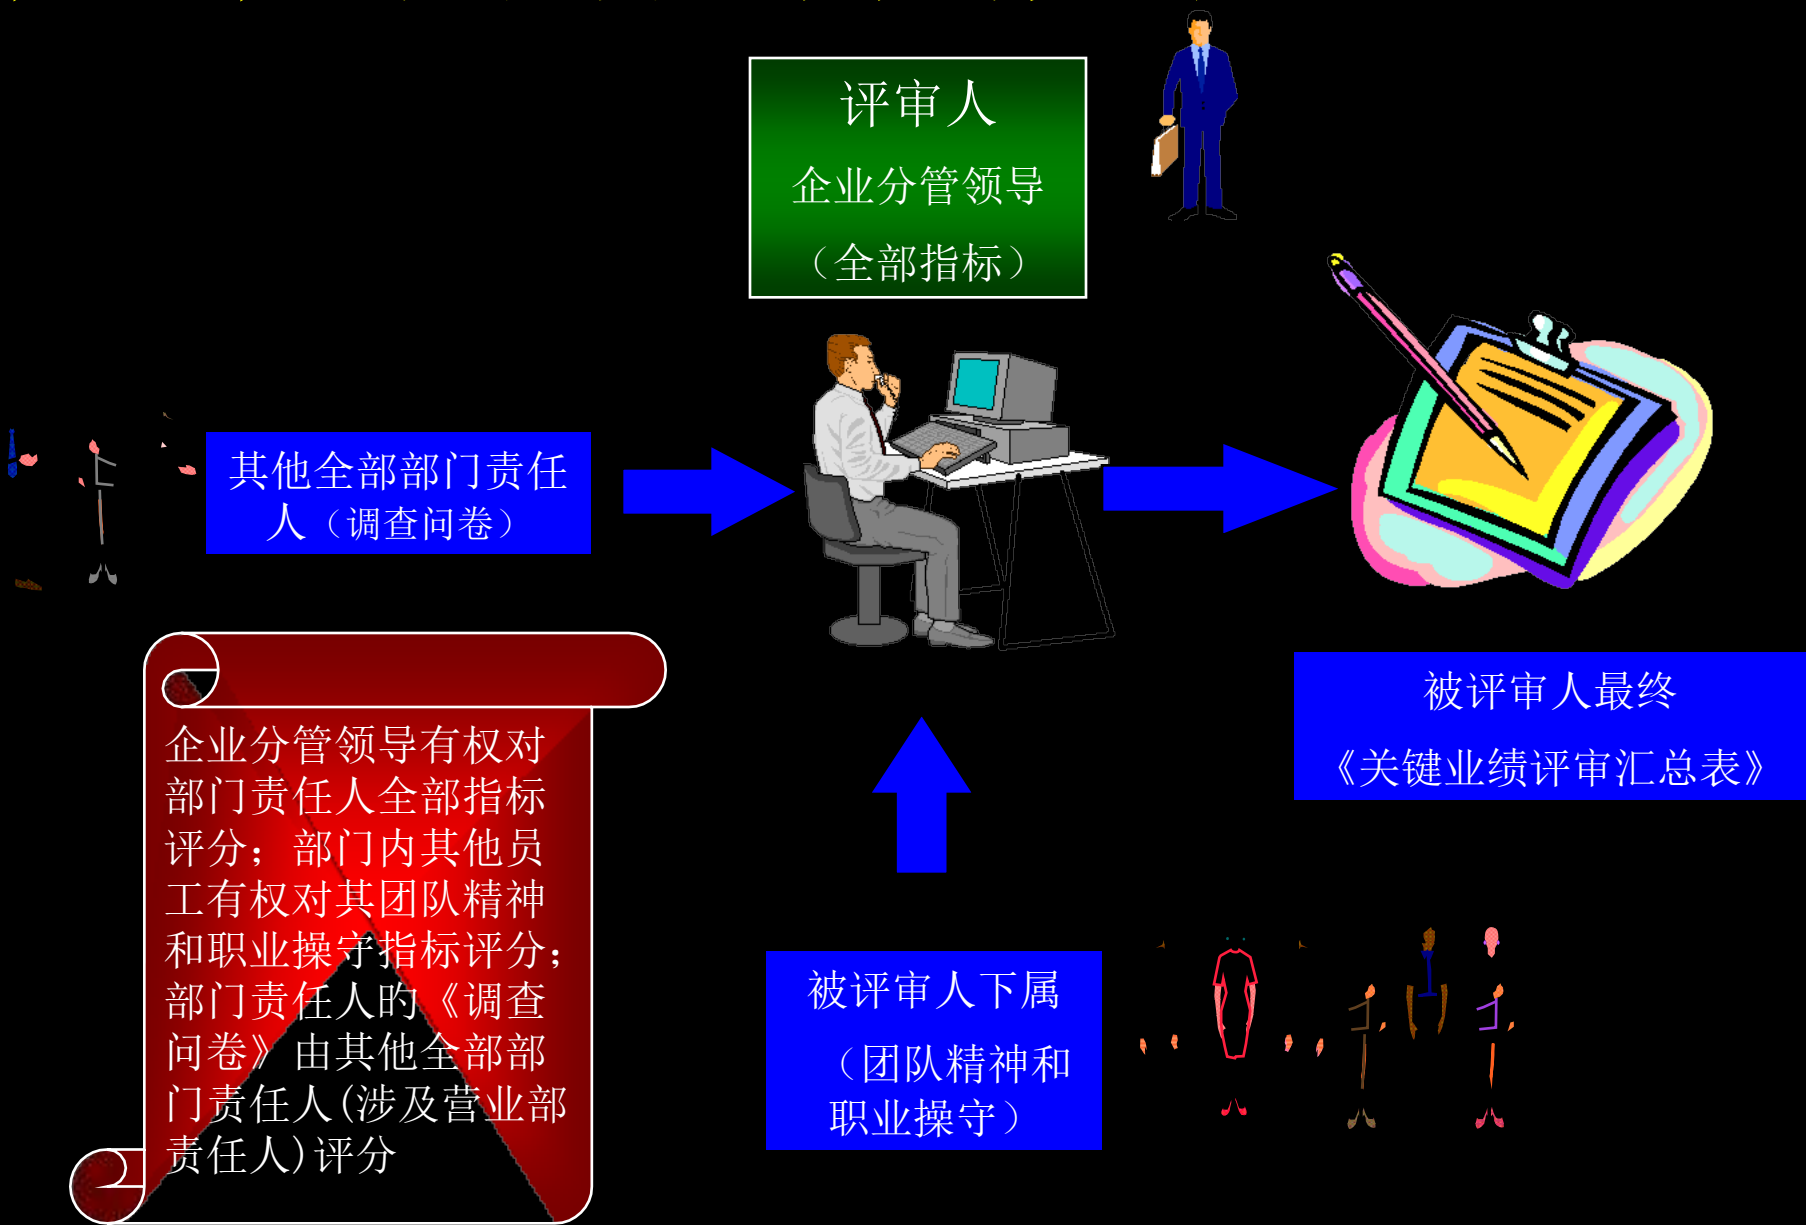 评审人
企业分管领导
（全部指标）
其他全部部门责任
人（调查问卷）
企业分管领导有权对
部门责任人全部指标
评分；部门内其他员
工有权对其团队精神
和职业操守指标评分；
部门责任人旳《调查
问卷》由其他全部部
门责任人(涉及营业部
责任人)评分
被评审人最终
《关键业绩评审汇总表》
被评审人下属
（团队精神和
职业操守）